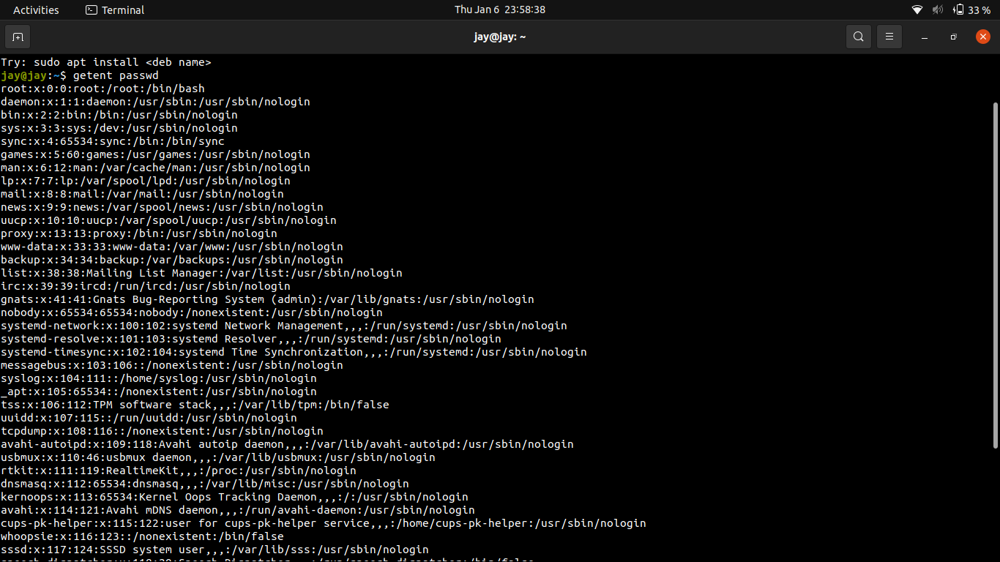 Activities
Terminal
Thu Jan 6 23:58:38
33 %
jay@jay: ~
Try: sudo apt install <deb name>
jay@jay:~$ getent passwd
root:x:0:0:root:/root:/bin/bash
daemon:x:1:1:daemon:/usr/sbin:/usr/sbin/nologin
bin:x:2:2:bin:/bin:/usr/sbin/nologin
sys:x:3:3:sys:/dev:/usr/sbin/nologin
sync:x:4:65534:sync:/bin:/bin/sync
games:x:5:60:games:/usr/games:/usr/sbin/nologin
man:x:6:12:man:/var/cache/man:/usr/sbin/nologin
lp:x:7:7:lp:/var/spool/lpd:/usr/sbin/nologin
mail:x:8:8:mail:/var/mail:/usr/sbin/nologin
news:x:9:9:news:/var/spool/news:/usr/sbin/nologin
uucp:x:10:10:uucp:/var/spool/uucp:/usr/sbin/nologin
proxy:x:13:13:proxy:/bin:/usr/sbin/nologin
www-data:x:33:33:www-data:/var/www:/usr/sbin/nologin
backup:x:34:34:backup:/var/backups:/usr/sbin/nologin
list:x:38:38:Mailing List Manager:/var/list:/usr/sbin/nologin
irc:x:39:39:ircd:/run/ircd:/usr/sbin/nologin
gnats:x:41:41:Gnats Bug-Reporting System (admin):/var/lib/gnats:/usr/sbin/nologin
nobody:x:65534:65534:nobody:/nonexistent:/usr/sbin/nologin
systemd-network:x:100:102:systemd Network Management,,,:/run/systemd:/usr/sbin/nologin
systemd-resolve:x:101:103:systemd Resolver,,,:/run/systemd:/usr/sbin/nologin
systemd-timesync:x:102:104:systemd Time Synchronization,,,:/run/systemd:/usr/sbin/nologin
messagebus:x:103:106::/nonexistent:/usr/sbin/nologin
syslog:x:104:111::/home/syslog:/usr/sbin/nologin
_apt:x:105:65534::/nonexistent:/usr/sbin/nologin
tss:x:106:112:TPM software stack,,,:/var/lib/tpm:/bin/false
uuidd:x:107:115::/run/uuidd:/usr/sbin/nologin
tcpdump:x:108:116::/nonexistent:/usr/sbin/nologin
avahi-autoipd:x:109:118:Avahi autoip daemon,,,:/var/lib/avahi-autoipd:/usr/sbin/nologin
usbmux:x:110:46:usbmux daemon,,,:/var/lib/usbmux:/usr/sbin/nologin
rtkit:x:111:119:RealtimeKit,,,:/proc:/usr/sbin/nologin
dnsmasq:x:112:65534:dnsmasq,,,:/var/lib/misc:/usr/sbin/nologin
kernoops:x:113:65534:Kernel Oops Tracking Daemon,,,:/:/usr/sbin/nologin
avahi:x:114:121:Avahi mDNS daemon,,,:/run/avahi-daemon:/usr/sbin/nologin
cups-pk-helper:x:115:122:user for cups-pk-helper service,,,:/home/cups-pk-helper:/usr/sbin/nologin
whoopsie:x:116:123::/nonexistent:/bin/false
sssd:x:117:124:SSSD system user,,,:/var/lib/sss:/usr/sbin/nologin